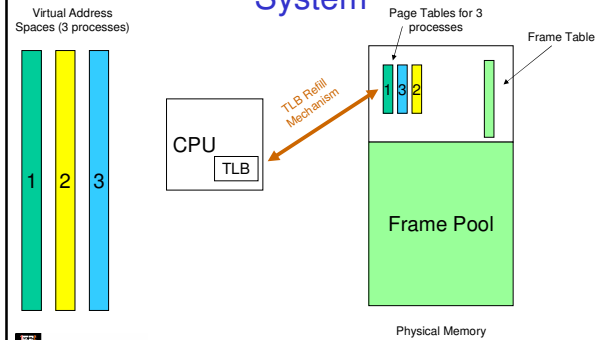 System
Virtual Address
Spaces (3 processes)
Page Tables for 3
processes
Frame Table
1
2
3
CPU
TLB
TLB Refill
Mechanism
1
3
2
Frame Pool
Physical Memory